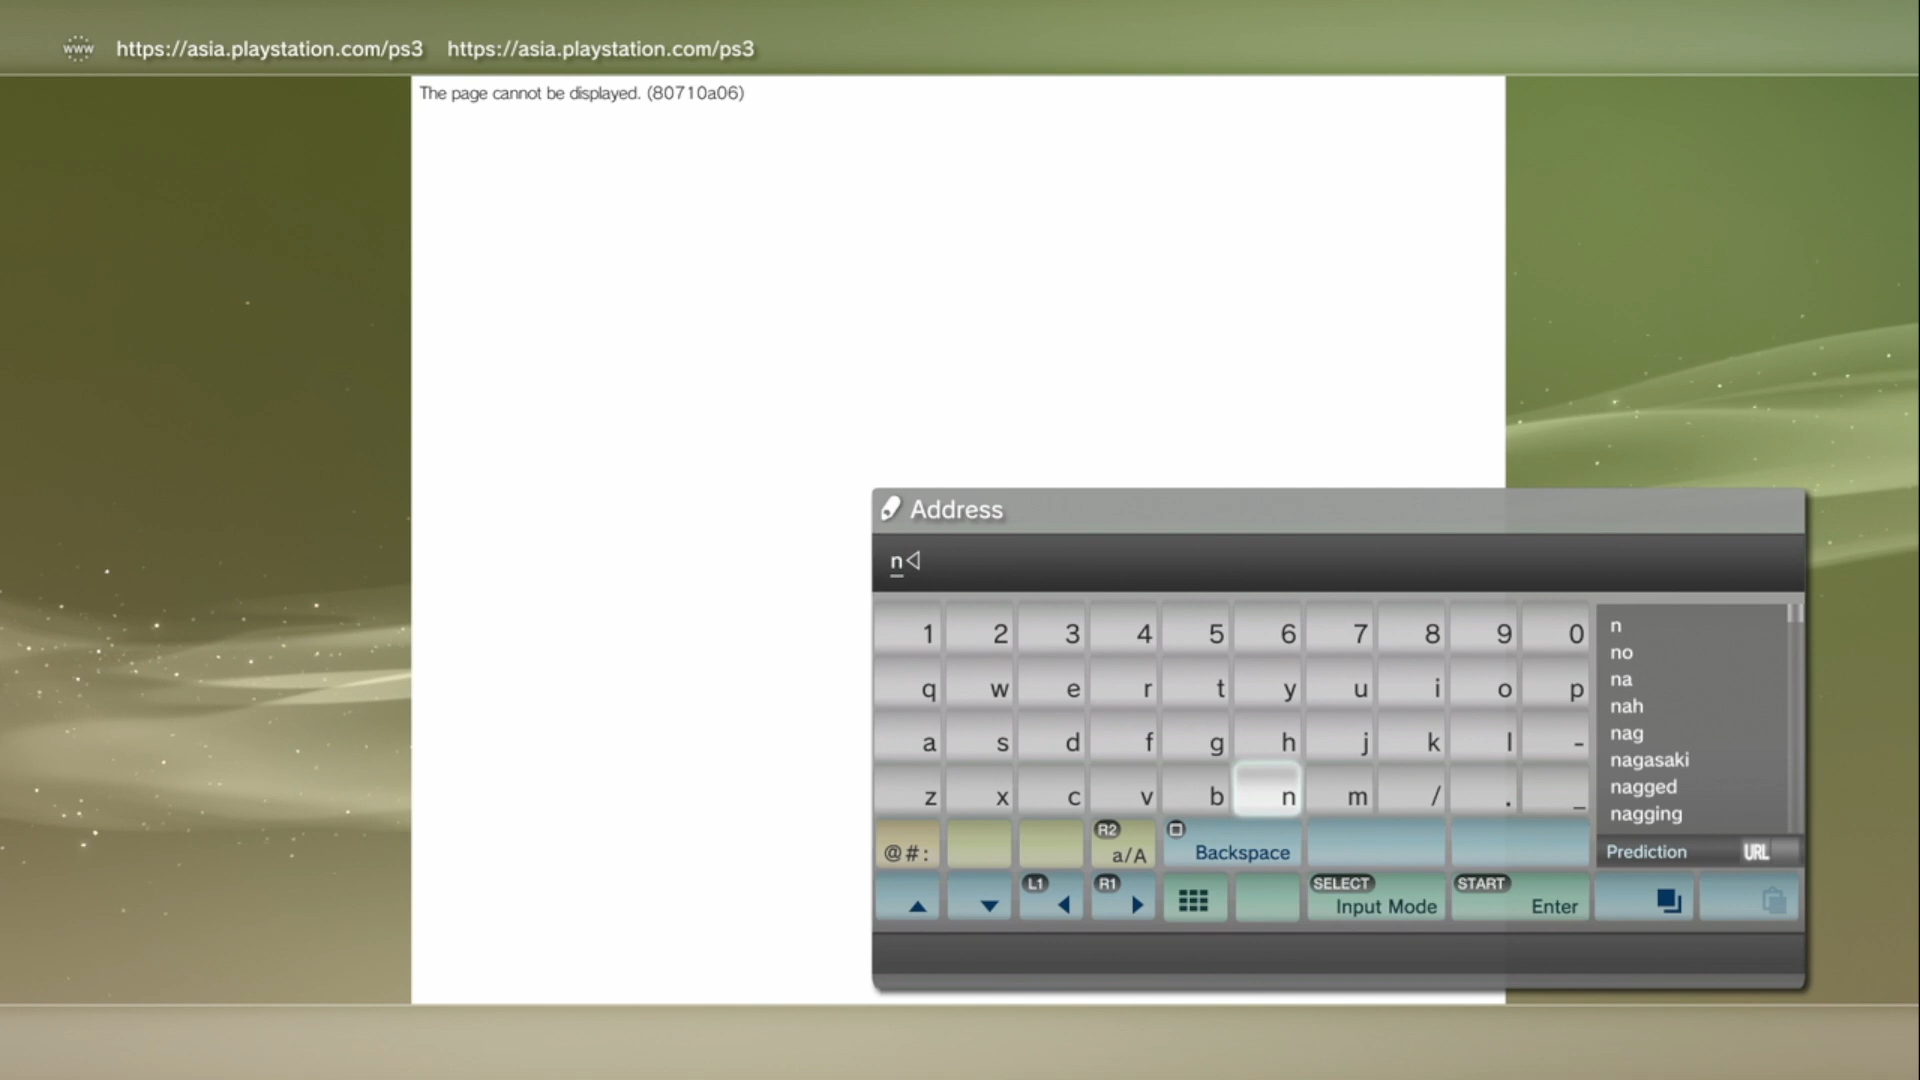 www https://asia.playstation.com/ps3 https://asia.playstation.com/ps3
The page cannot be displayed. (80710a06)
Address
n
1 2 3 4 5 6 7 8 9 0
q w e r t y u i o p
a s d f g h j k l -
z x c v b n m / . _
@#: R2 a/A Backspace
L1 R1 SELECT Input Mode START Enter
n
no
na
nah
nag
nagasaki
nagged
nagging
Prediction URL